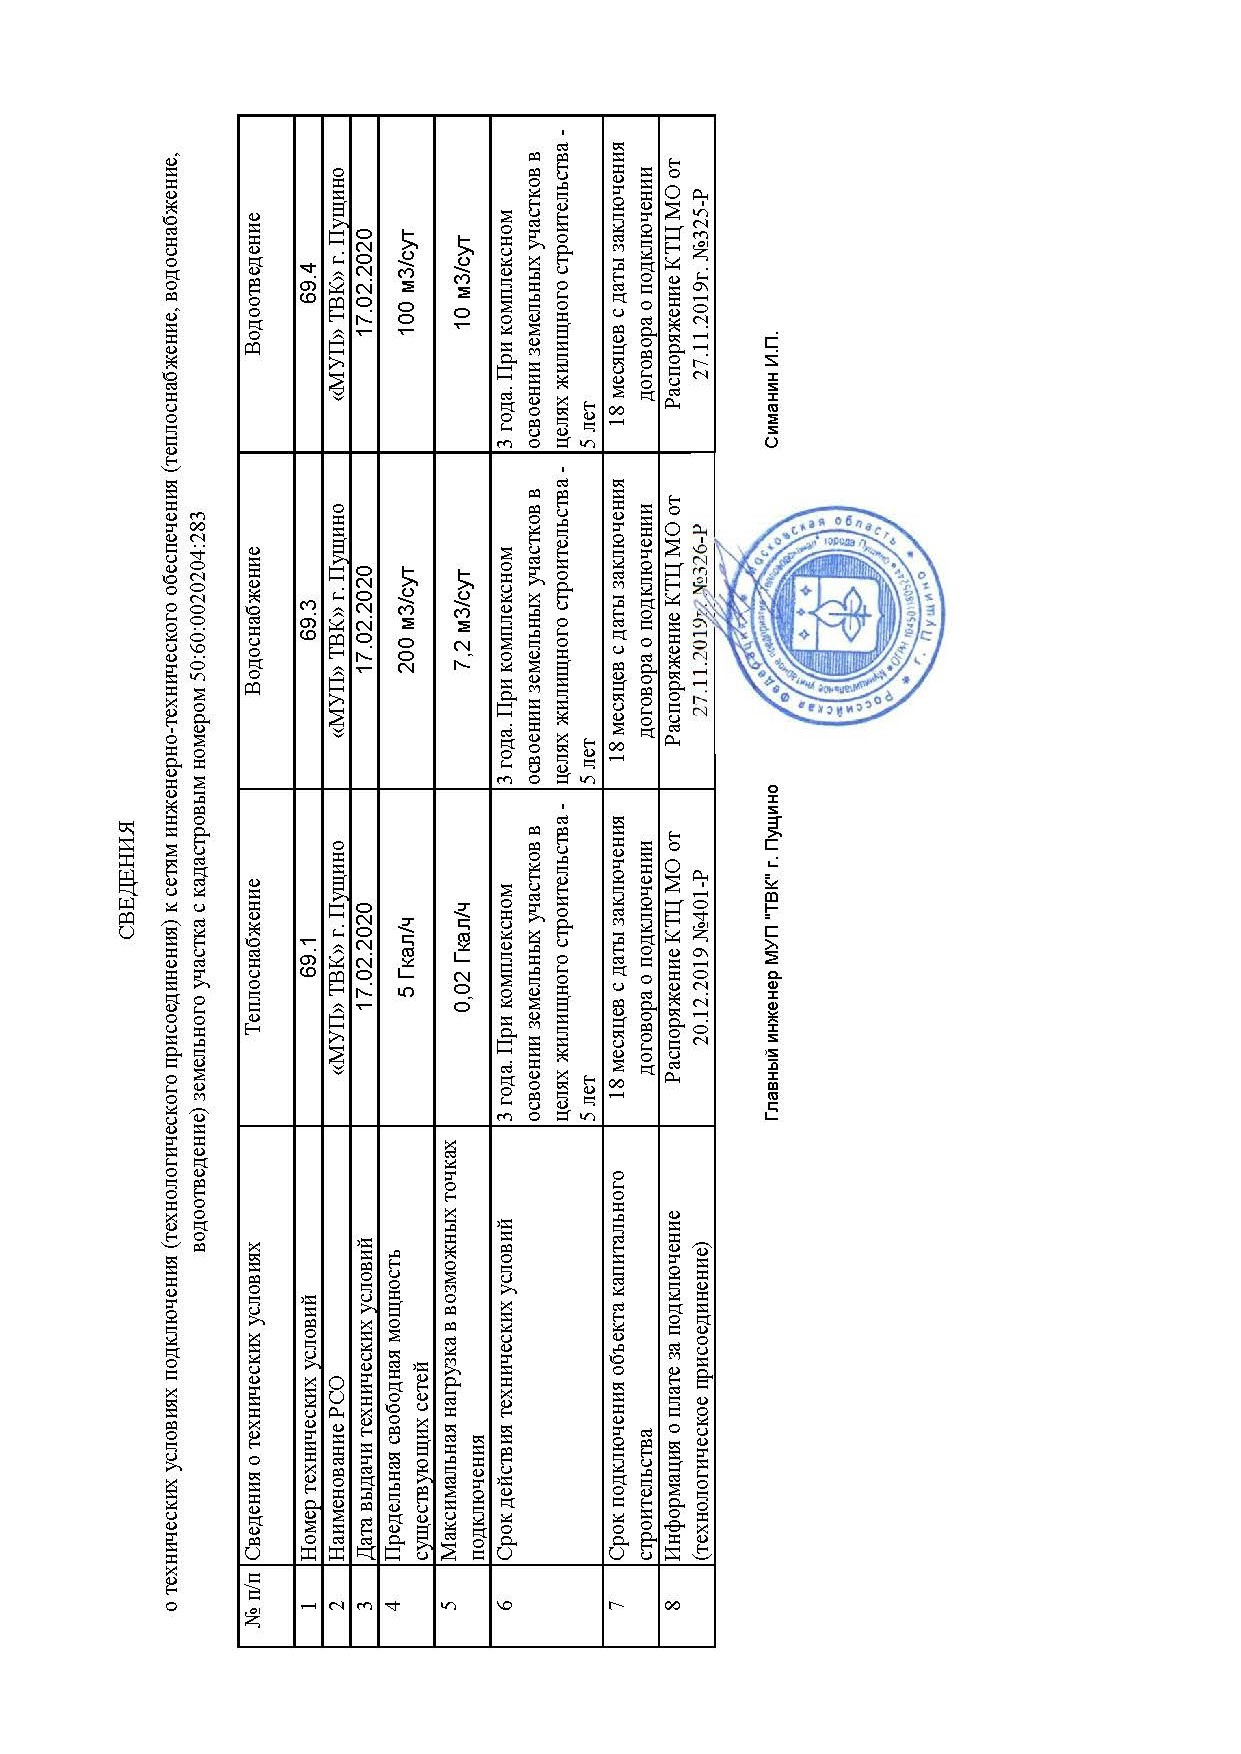 СВЕДЕНИЯ
о технических условиях подключения (технологического присоединения) к сетям инженерно-технического обеспечения (теплоснабжение, водоснабжение,
водоотведение) земельного участка с кадастровым номером 50:60:0020204:283
№ п/п Сведения о технических условиях Теплоснабжение Водоснабжение Водоотведение
1 Номер технических условий 69.1 69.3 69.4
2 Наименование РСО «МУП» ТВК» г. Пущино «МУП» ТВК» г. Пущино «МУП» ТВК» г. Пущино
3 Дата выдачи технических условий 17.02.2020 17.02.2020 17.02.2020
4 Предельная свободная мощность
существующих сетей
5 Гкал/ч 200 м3/сут 100 м3/сут
5 Максимальная нагрузка в возможных точках
подключения
0,02 Гкал/ч 7,2 м3/сут 10 м3/сут
6 Срок действия технических условий
3 года. При комплексном
освоении земельных участков в
целях жилищного строительства -
5 лет
3 года. При комплексном
освоении земельных участков в
целях жилищного строительства -
5 лет
3 года. При комплексном
освоении земельных участков в
целях жилищного строительства -
5 лет
7 Срок подключения объекта капитального
строительства
18 месяцев с даты заключения
договора о подключении
18 месяцев с даты заключения
договора о подключении
18 месяцев с даты заключения
договора о подключении
8 Информация о плате за подключение
(технологическое присоединение)
Распоряжение КТЦ МО от
20.12.2019 №401-Р
Распоряжение КТЦ МО от
27.11.2019г. №326-Р
Распоряжение КТЦ МО от
27.11.2019г. №325-Р
Главный инженер МУП "ТВК" г. Пущино Симанин И.П.
Российская Федерация * Московская область * г. Пущино *
Муниципальное унитарное предприятие "Тепловодоканал" города Пущино